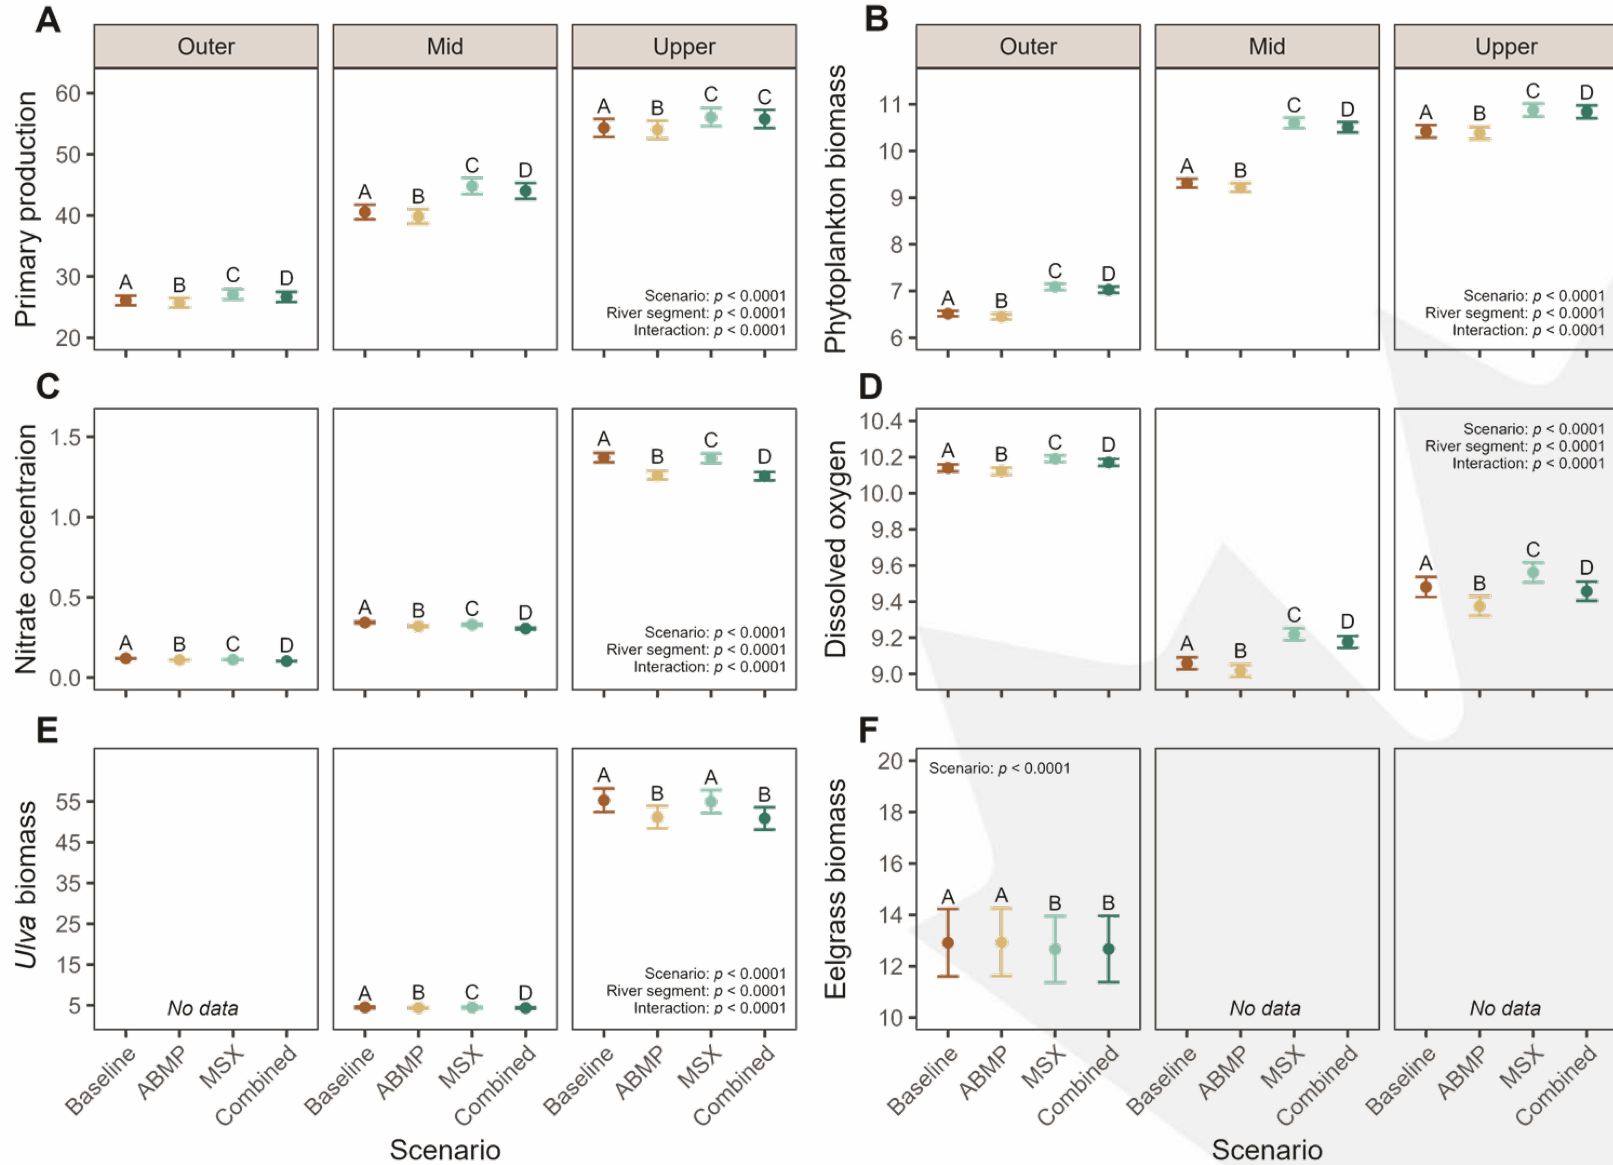 A
Outer Mid Upper
Primary production
60
50
40
30
20
A B C D
A B C D
A B C C
Scenario: p < 0.0001
River segment: p < 0.0001
Interaction: p < 0.0001
B
Outer Mid Upper
Phytoplankton biomass
11
10
9
8
7
6
A B C D
A B C D
A B C D
Scenario: p < 0.0001
River segment: p < 0.0001
Interaction: p < 0.0001
C
Nitrate concentraion
1.5
1.0
0.5
0.0
A B C D
A B C D
A B C D
Scenario: p < 0.0001
River segment: p < 0.0001
Interaction: p < 0.0001
D
Dissolved oxygen
10.4
10.2
10.0
9.8
9.6
9.4
9.2
9.0
A B C D
A B C D
A B C D
Scenario: p < 0.0001
River segment: p < 0.0001
Interaction: p < 0.0001
E
Ulva biomass
55
45
35
25
15
5
No data
A B C D
A B A B
Scenario: p < 0.0001
River segment: p < 0.0001
Interaction: p < 0.0001
Baseline ABMP MSX Combined
Baseline ABMP MSX Combined
Baseline ABMP MSX Combined
Scenario
F
Eelgrass biomass
20
18
16
14
12
10
Scenario: p < 0.0001
A A B B
No data
No data
Baseline ABMP MSX Combined
Baseline ABMP MSX Combined
Baseline ABMP MSX Combined
Scenario